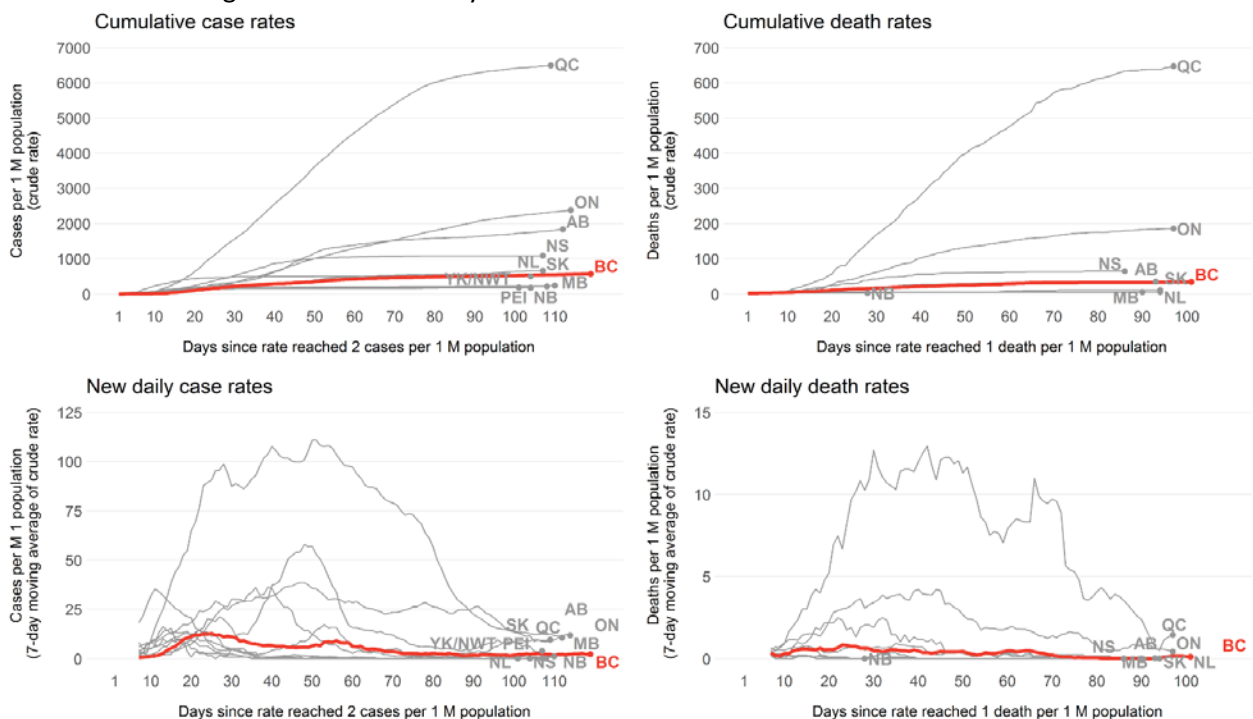 Cumulative case rates
Cases per 1 M population
(crude rate)
7000
6000
5000
4000
3000
2000
1000
0
QC
ON
AB
NS
NL
SK
BC
YK/NWT
MB
PEI
NB
1 10 20 30 40 50 60 70 80 90 100 110
Days since rate reached 2 cases per 1 M population
Cumulative death rates
Deaths per 1 M population
(crude rate)
700
600
500
400
300
200
100
0
QC
ON
NS
AB
SK
BC
NB
MB
NL
1 10 20 30 40 50 60 70 80 90 100
Days since rate reached 1 death per 1 M population
New daily case rates
Cases per M 1 population
(7-day moving average of crude rate)
125
100
75
50
25
0
AB
SK
QC
ON
YK/NWT
PEI
MB
NL
NS
NB
BC
1 10 20 30 40 50 60 70 80 90 100 110
Days since rate reached 2 cases per 1 M population
New daily death rates
Deaths per 1 M population
(7-day moving average of crude rate)
15
10
5
0
QC
NS
AB
ON
BC
NB
MB
SK
NL
1 10 20 30 40 50 60 70 80 90 100
Days since rate reached 1 death per 1 M population